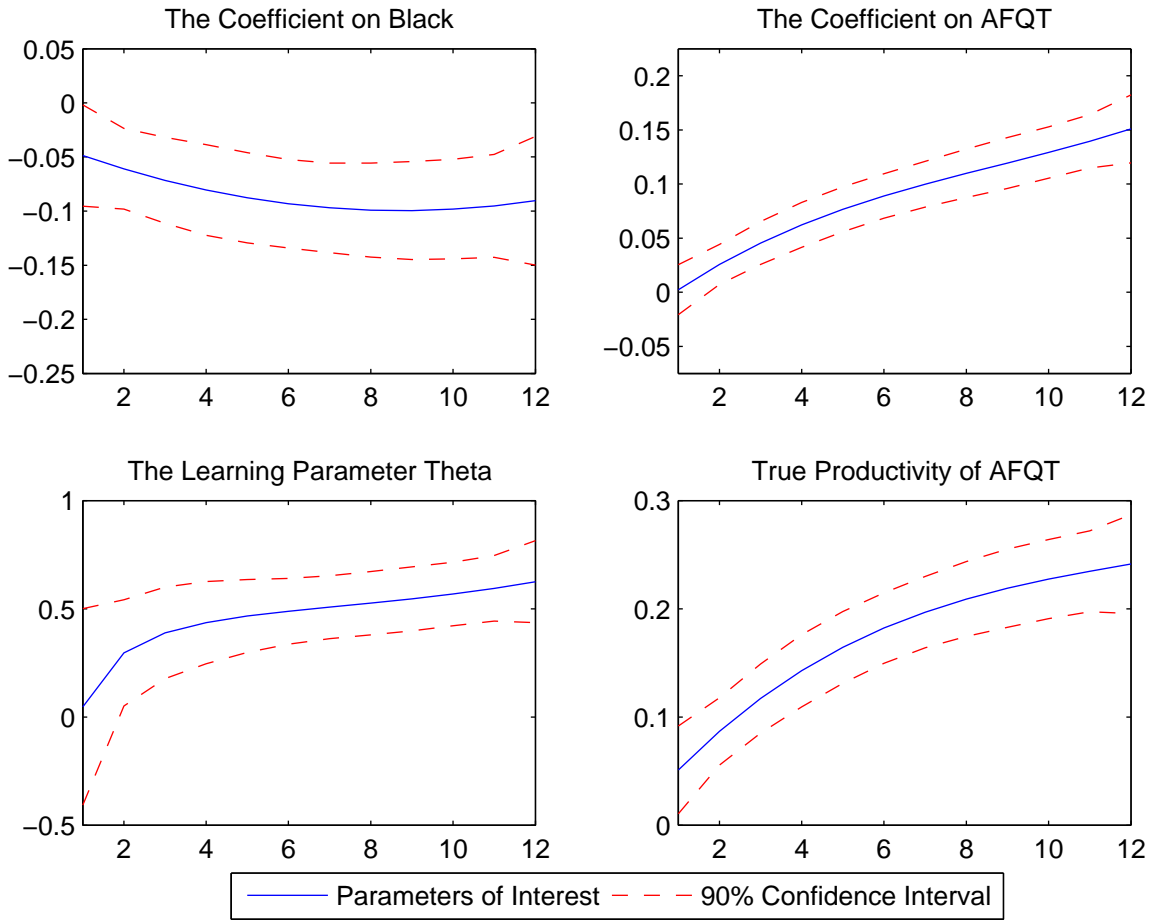 The Coefficient on Black
The Coefficient on AFQT
0.05
0
−0.05
−0.1
−0.15
−0.2
−0.25
2 4 6 8 10 12
0.2
0.15
0.1
0.05
0
−0.05
2 4 6 8 10 12
The Learning Parameter Theta
True Productivity of AFQT
1
0.5
0
−0.5
2 4 6 8 10 12
0.3
0.2
0.1
0
2 4 6 8 10 12
Parameters of Interest
90% Confidence Interval